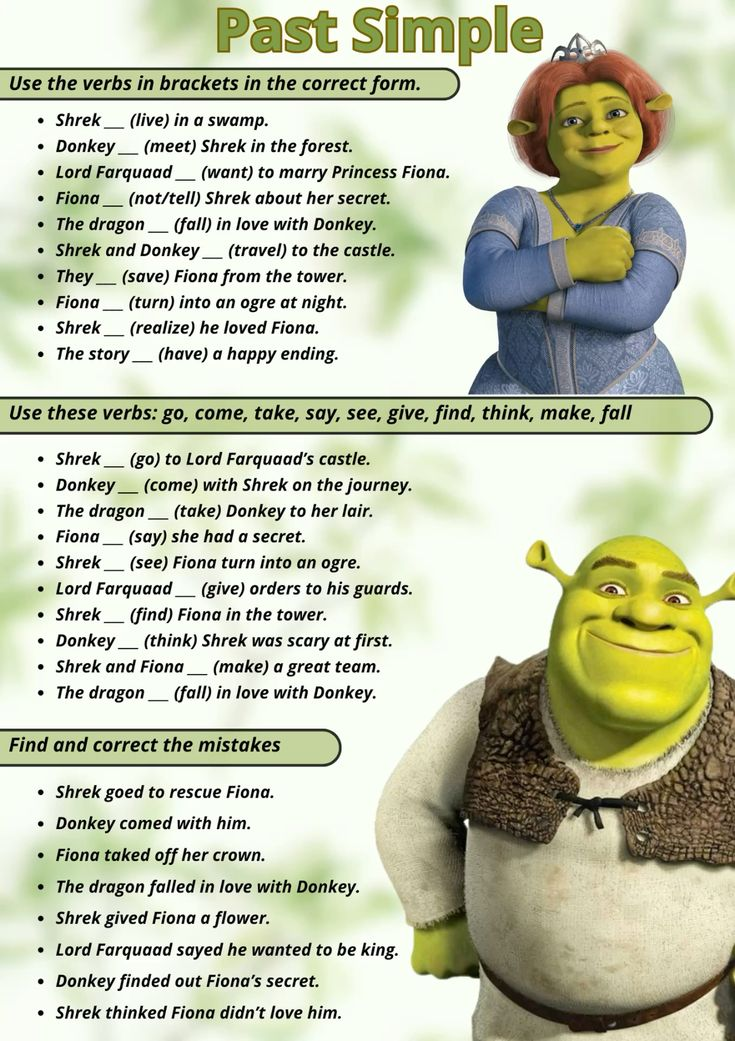 Past Simple
Use the verbs in brackets in the correct form.
• Shrek ___ (live) in a swamp.
• Donkey ___ (meet) Shrek in the forest.
• Lord Farquaad ___ (want) to marry Princess Fiona.
• Fiona ___ (not/tell) Shrek about her secret.
• The dragon ___ (fall) in love with Donkey.
• Shrek and Donkey ___ (travel) to the castle.
• They ___ (save) Fiona from the tower.
• Fiona ___ (turn) into an ogre at night.
• Shrek ___ (realize) he loved Fiona.
• The story ___ (have) a happy ending.
Use these verbs: go, come, take, say, see, give, find, think, make, fall
• Shrek ___ (go) to Lord Farquaad’s castle.
• Donkey ___ (come) with Shrek on the journey.
• The dragon ___ (take) Donkey to her lair.
• Fiona ___ (say) she had a secret.
• Shrek ___ (see) Fiona turn into an ogre.
• Lord Farquaad ___ (give) orders to his guards.
• Shrek ___ (find) Fiona in the tower.
• Donkey ___ (think) Shrek was scary at first.
• Shrek and Fiona ___ (make) a great team.
• The dragon ___ (fall) in love with Donkey.
Find and correct the mistakes
• Shrek goed to rescue Fiona.
• Donkey comed with him.
• Fiona taked off her crown.
• The dragon falled in love with Donkey.
• Shrek gived Fiona a flower.
• Lord Farquaad sayed he wanted to be king.
• Donkey finded out Fiona’s secret.
• Shrek thinked Fiona didn’t love him.